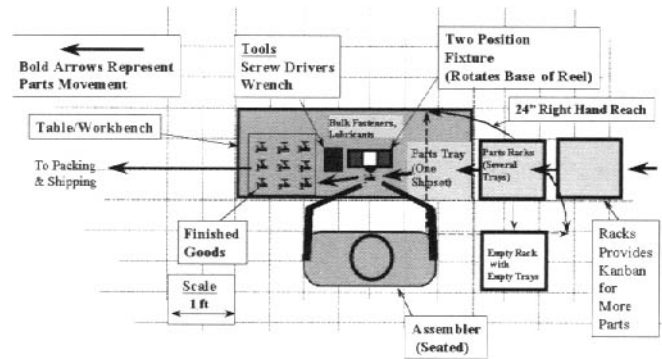 Bold Arrows Represent
Parts Movement
Tools
Screw Drivers
Wrench
Two Position
Fixture
(Rotates Base of Reel)
Table/Workbench
Bulk Fasteners,
Lubricants
24" Right Hand Reach
To Packing
& Shipping
Parts Tray
(One
Shipset)
Parts Racks
(Several
Trays)
Finished
Goods
Empty Rack
with
Empty Trays
Racks
Provides
Kanban
for
More
Parts
Scale
1 ft
Assembler
(Seated)